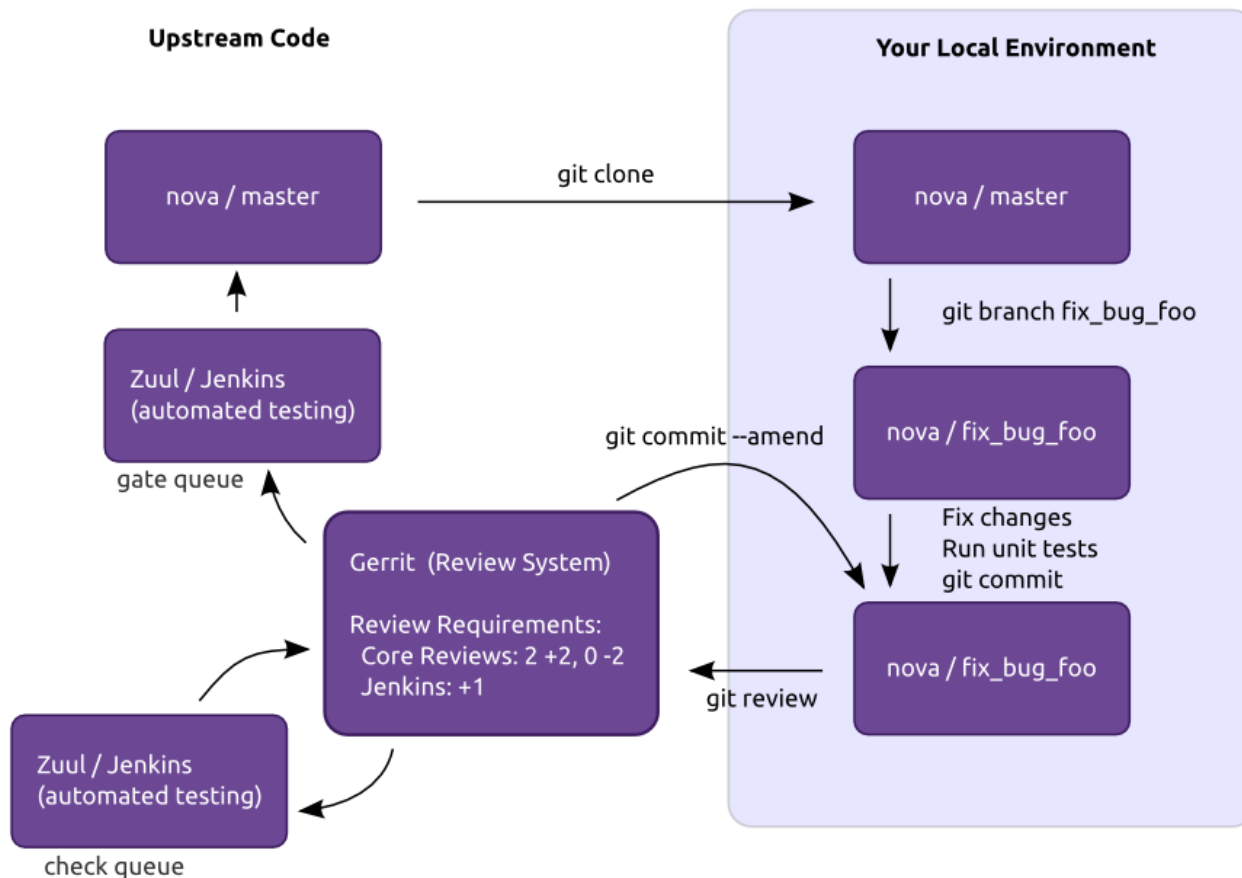 Upstream Code
Your Local Environment
nova / master
git clone
nova / master
git branch fix_bug_foo
Zuul / Jenkins
(automated testing)
gate queue
nova / fix_bug_foo
git commit --amend
Fix changes
Run unit tests
git commit
Gerrit  (Review System)
Review Requirements:
Core Reviews: 2 +2, 0 -2
Jenkins: +1
nova / fix_bug_foo
git review
Zuul / Jenkins
(automated testing)
check queue